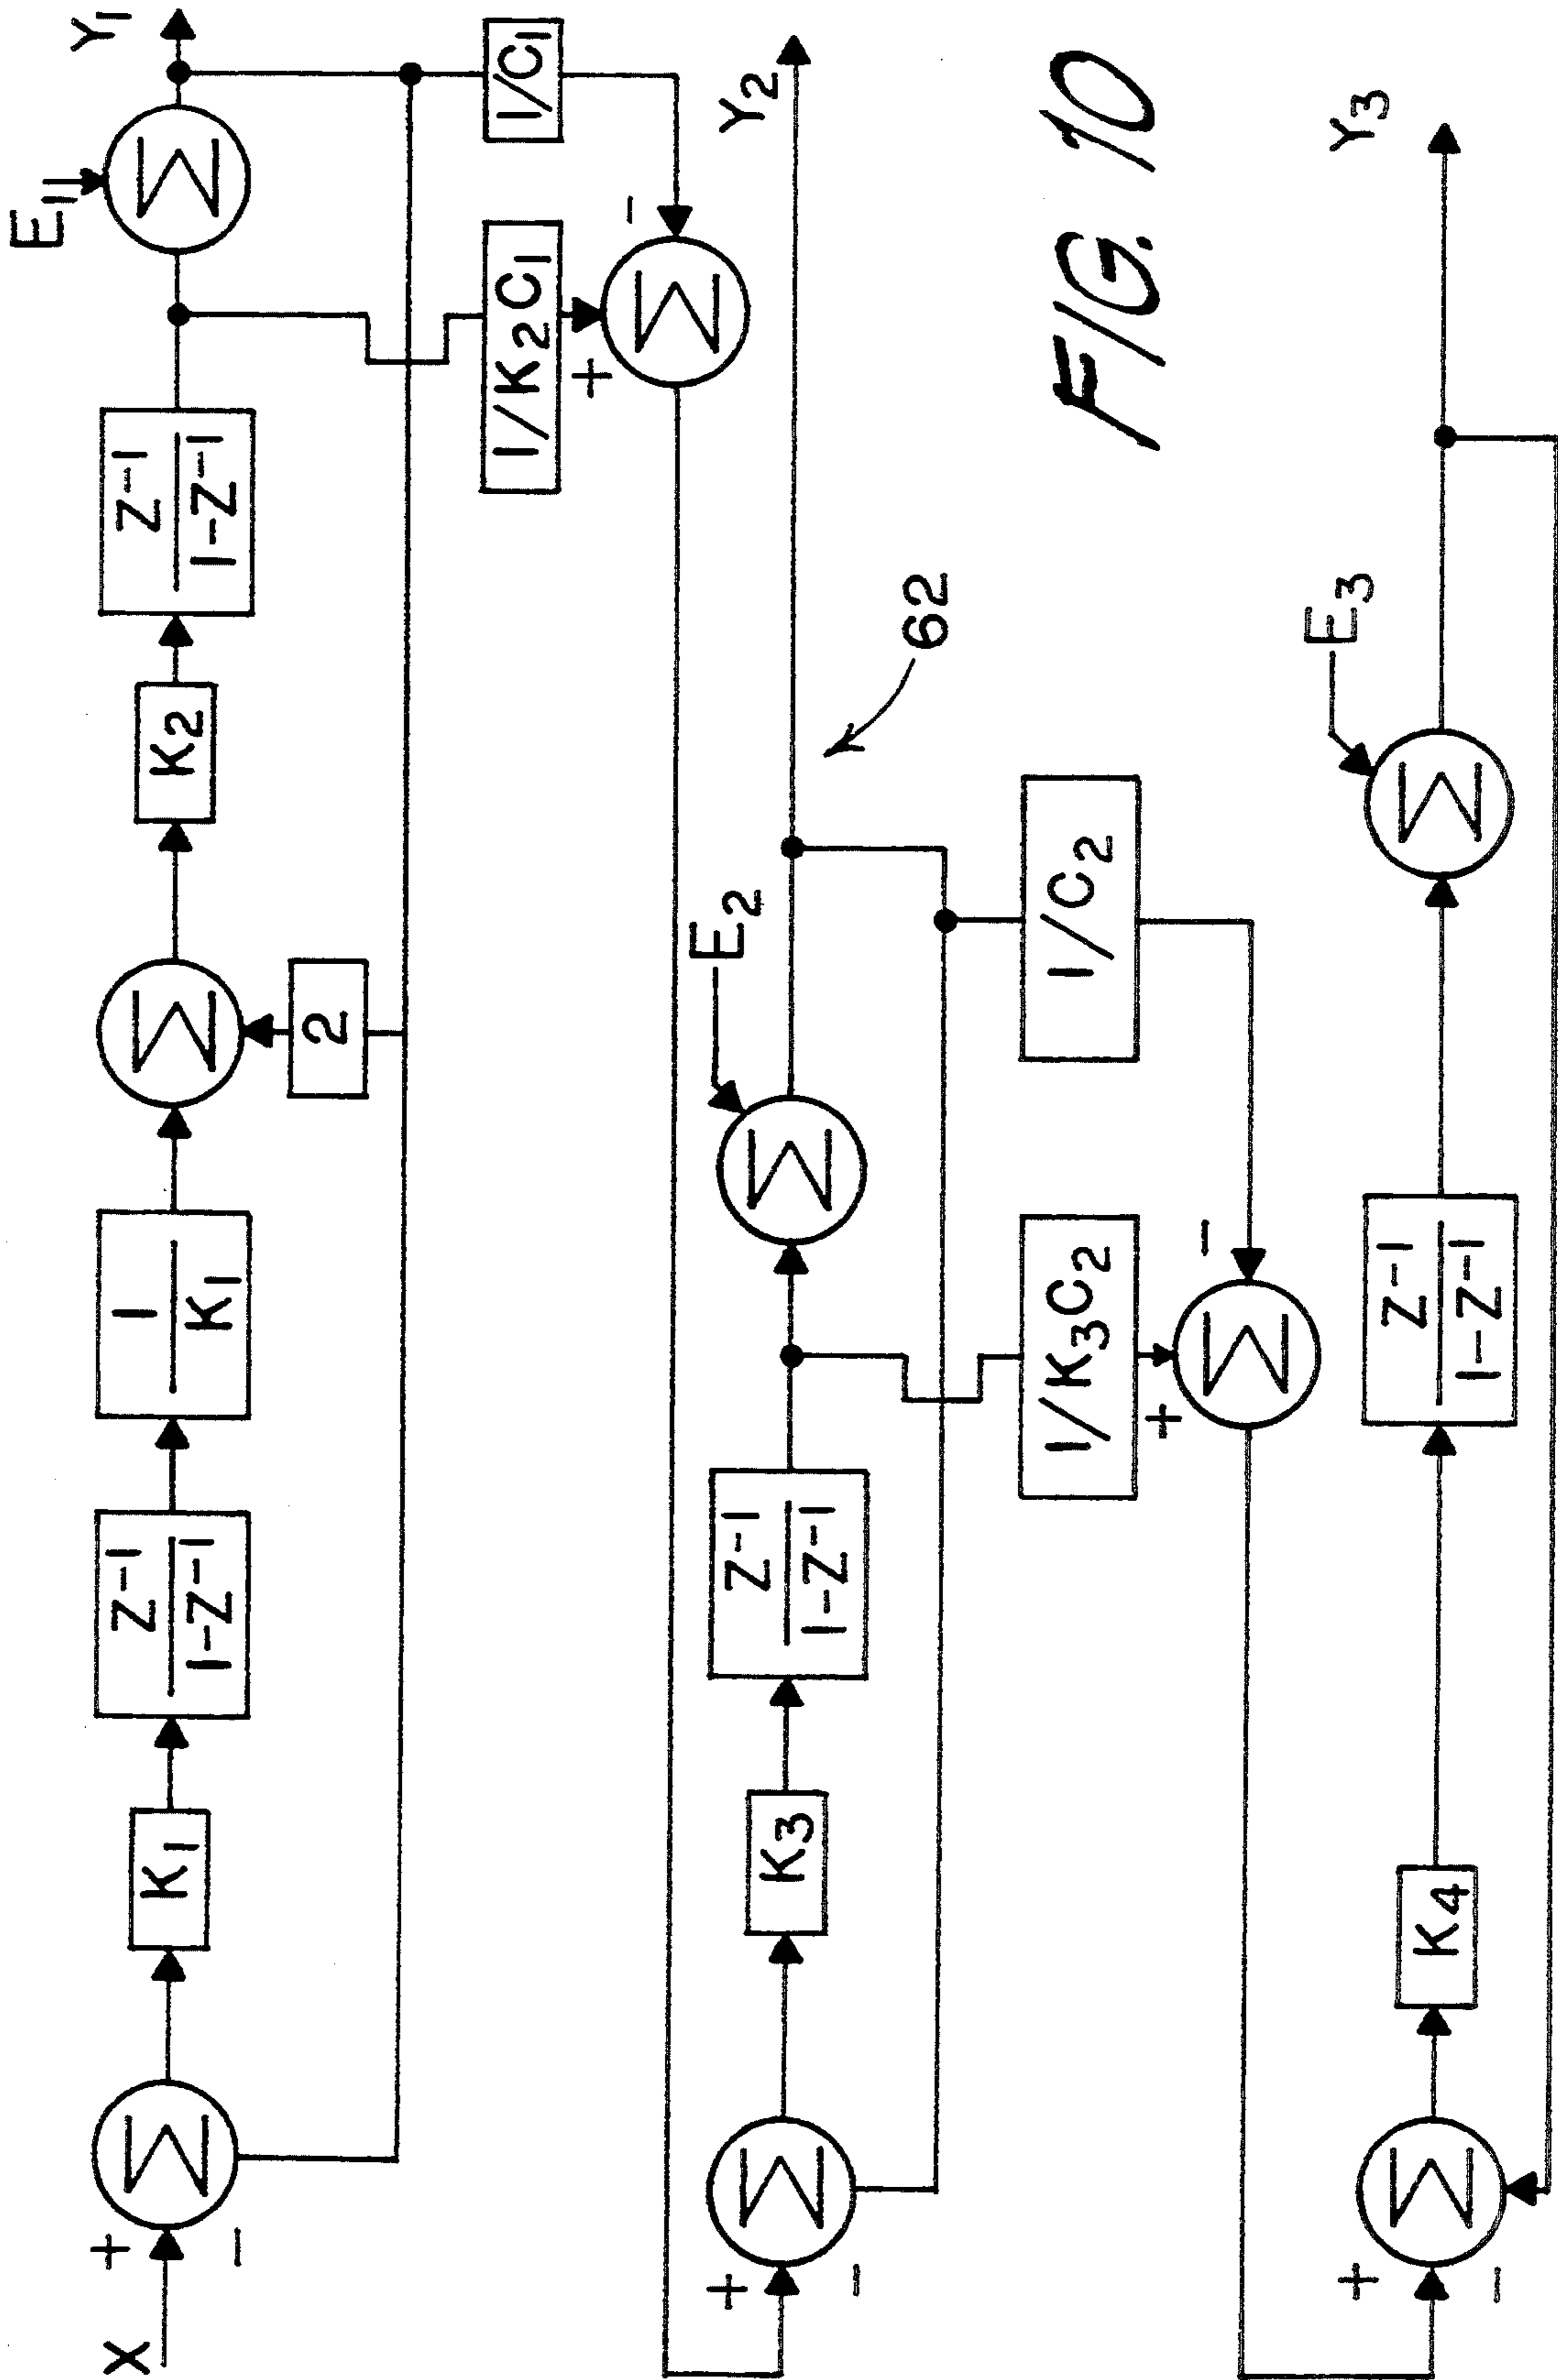 X
+
-
K1
Z-1
1-Z-1
1
K1
Σ
2
K2
Z-1
1-Z-1
E11
Σ
Y1
Σ
1/K2C1
+
1/C1
-
Σ
+
-
Σ
K3
Z-1
1-Z-1
E2
Σ
Y2
62
1/K3C2
+
1/C2
-
Σ
+
-
Σ
K4
Z-1
1-Z-1
E3
Σ
Y3
FIG. 10